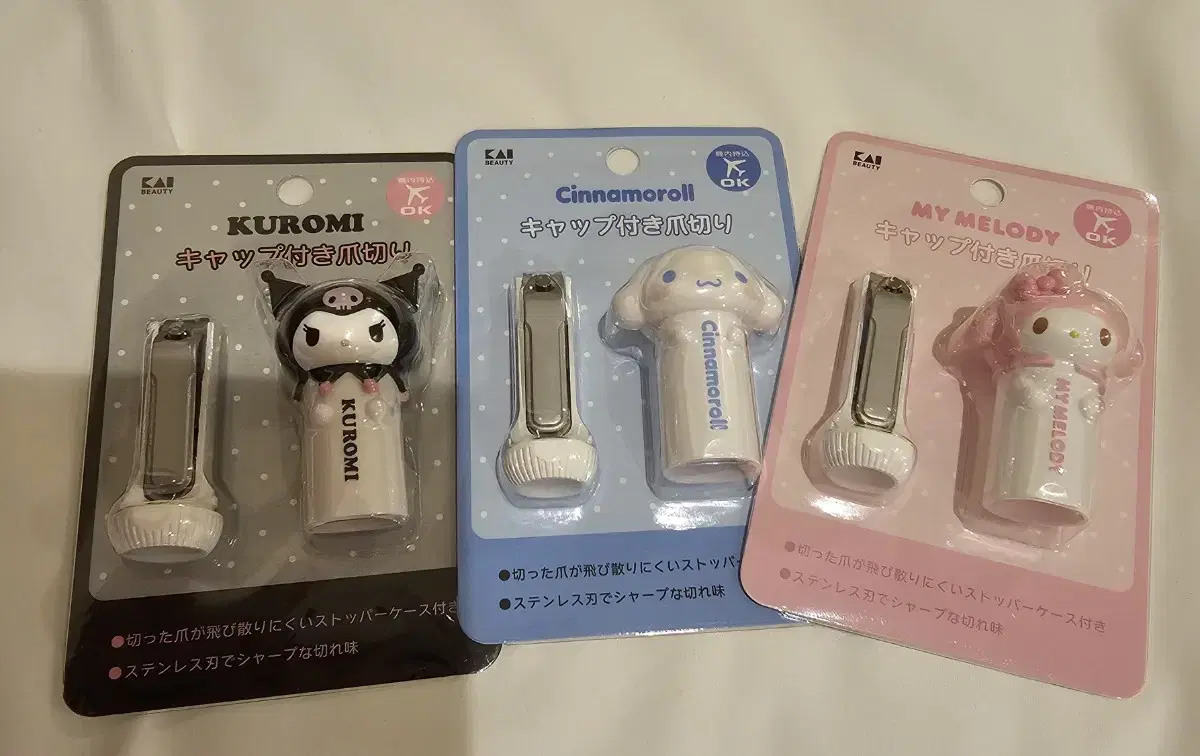 KAI
BEAUTY
機内持込
OK
KUROMI
キャップ付き爪切り
KUROMI
●切った爪が飛び散りにくいストッパーケース付き
●ステンレス刃でシャープな切れ味
KAI
BEAUTY
機内持込
OK
Cinnamoroll
キャップ付き爪切り
Cinnamoroll
●切った爪が飛び散りにくいストッパ
●ステンレス刃でシャープな切れ味
KAI
BEAUTY
機内持込
OK
MY MELODY
キャップ付き爪切り
MY MELODY
●切った爪が飛び散りにくいストッパーケース付き
●ステンレス刃でシャープな切れ味